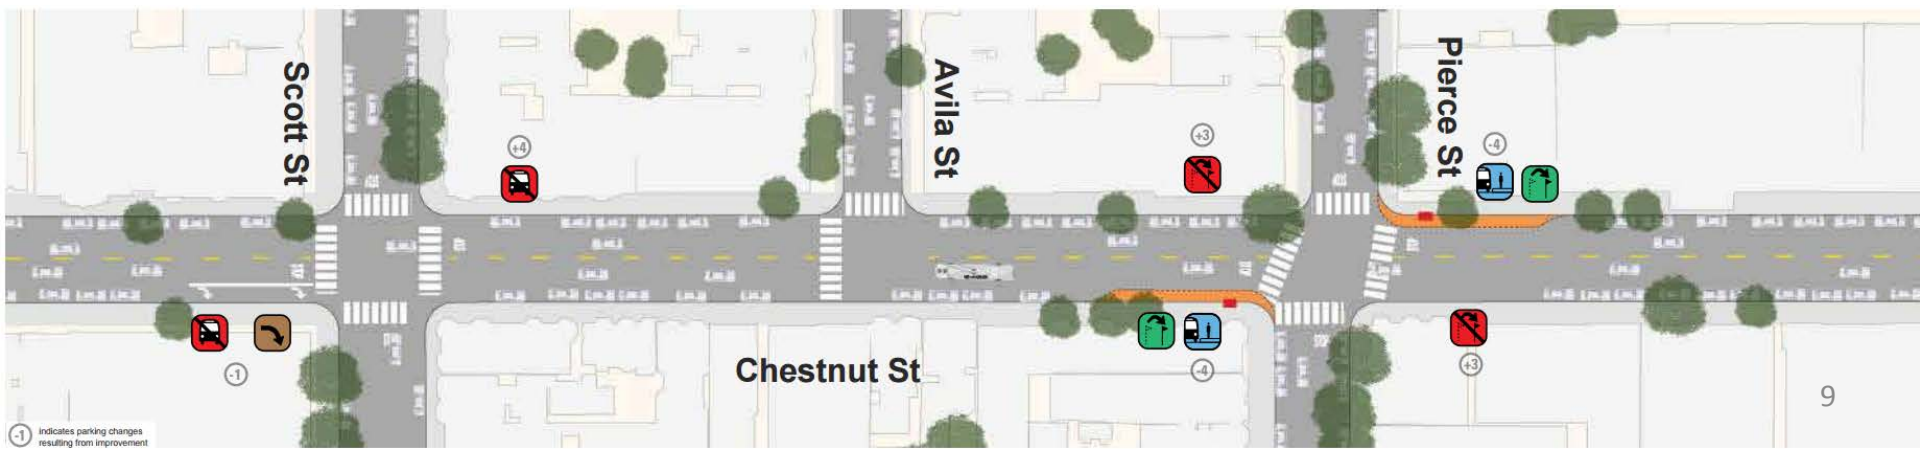 Scott St
Avila St
Pierce St
+4
+3
-4
-1
Chestnut St
-4
+3
9
-1 indicates parking changes
resulting from improvement